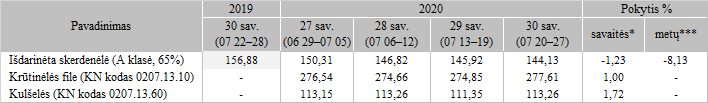 Pavadinimas 2019 2020 Pokytis %
30 sav. (07 22–28) 27 sav. (06 29–07 05) 28 sav. (07 06–12) 29 sav. (07 13–19) 30 sav. (07 20–27) savaitės* metų***
Išdarinėta skerdenėlė (A klasė, 65%) 156,88 150,31 146,82 145,92 144,13 -1,23 -8,13
Krūtinėlės filė (KN kodas 0207.13.10) - 276,54 274,66 274,85 277,61 1,00 -
Kulšelės (KN kodas 0207.13.60) - 113,15 113,26 111,35 113,26 1,72 -